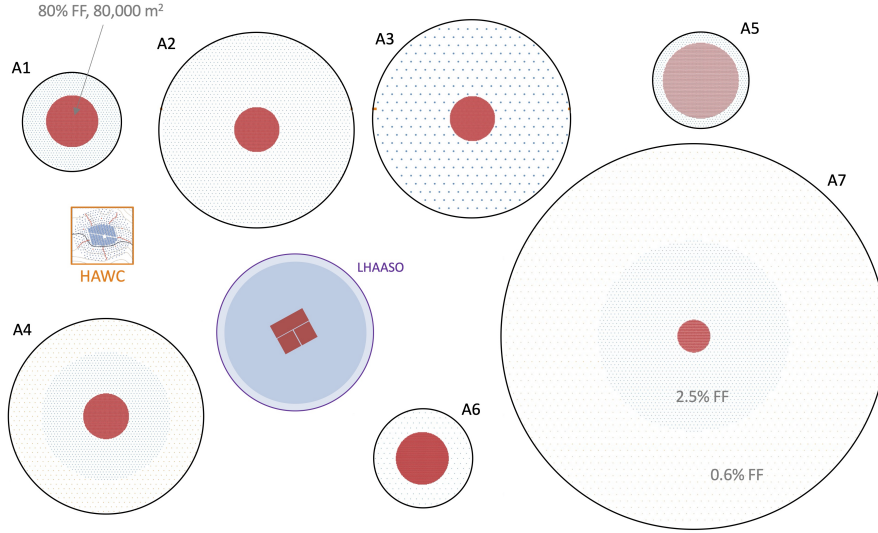 80% FF, 80,000 m²
A1
A2
A3
A5
A7
HAWC
LHAASO
A4
A6
2.5% FF
0.6% FF